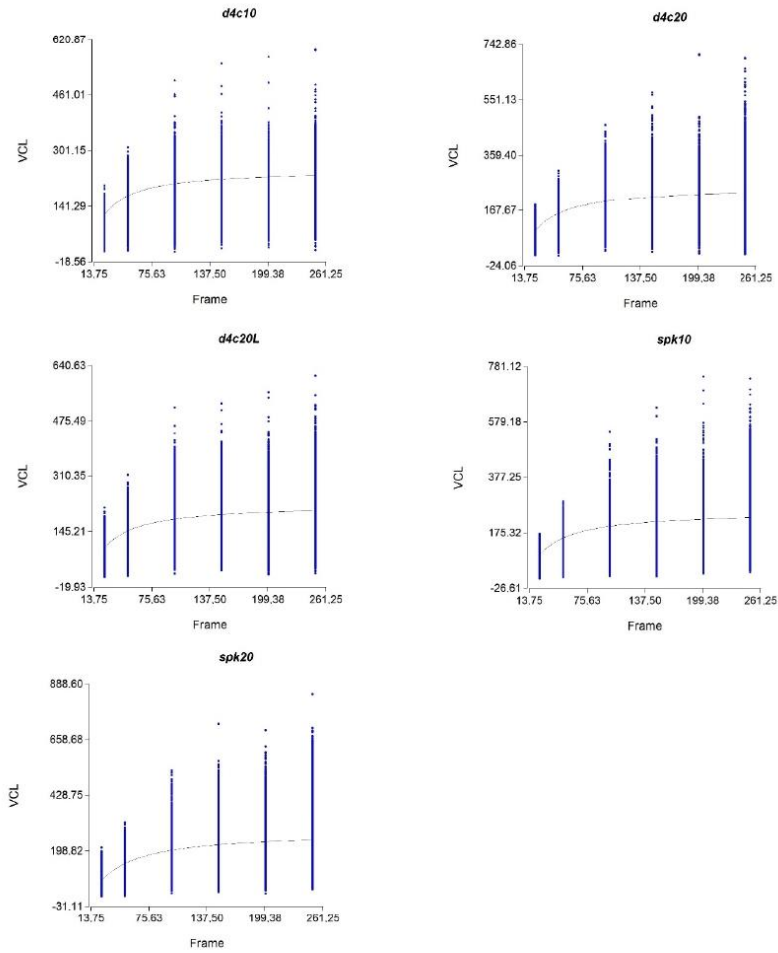 d4c10
620.87
461.01
301.15
141.29
-18.56
VCL
13,75 75,63 137,50 199,38 261,25
Frame
d4c20
742.86
551.13
359.40
167.67
-24.06
VCL
13,75 75,63 137,50 199,38 261,25
Frame
d4c20L
640.63
475.49
310.35
145.21
-19.93
VCL
13,75 75,63 137,50 199,38 261,25
Frame
spk10
781.12
579.18
377.25
175.32
-26.61
VCL
13,75 75,63 137,50 199,38 261,25
Frame
spk20
888.60
658.68
428.75
198.82
-31.11
VCL
13,75 75,63 137,50 199,38 261,25
Frame